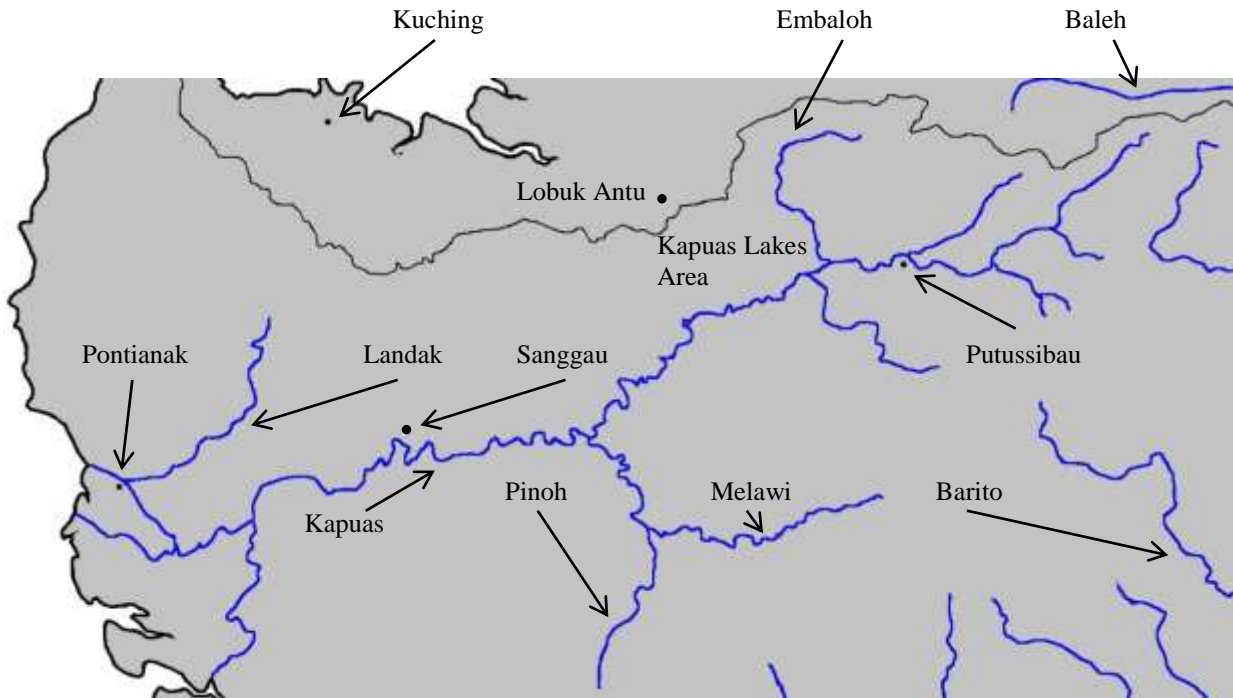 Kuching
Embaloh
Baleh
Lobuk Antu
Kapuas Lakes
Area
Pontianak
Landak
Sanggau
Putussibau
Kapuas
Pinoh
Melawi
Barito